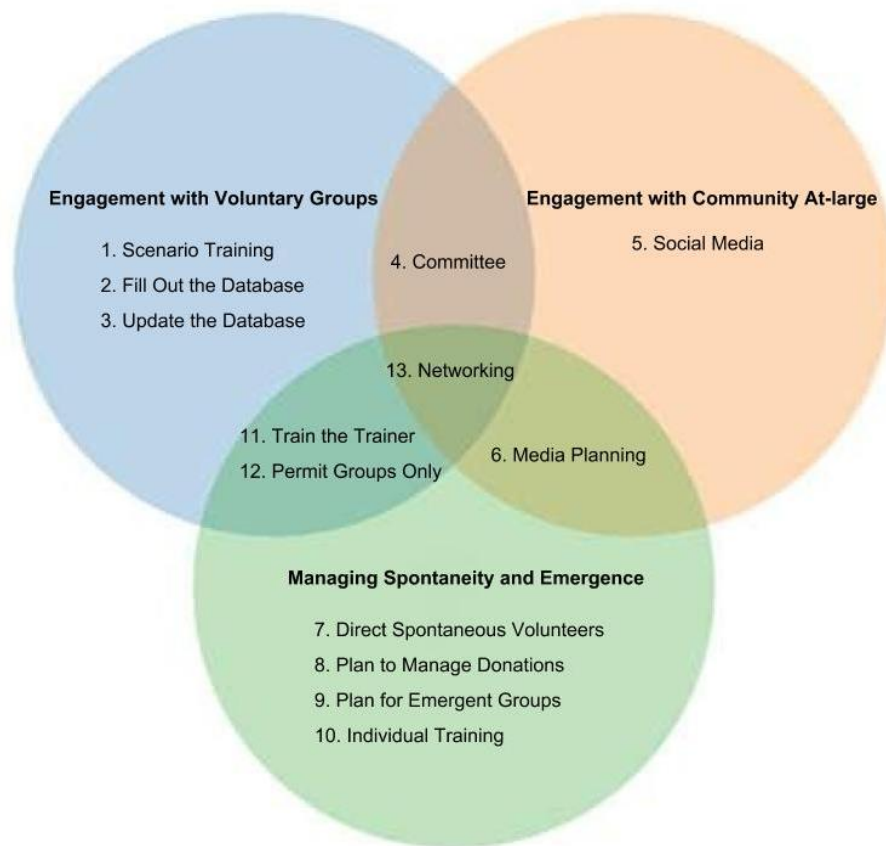 Engagement with Voluntary Groups
1. Scenario Training
2. Fill Out the Database
3. Update the Database
4. Committee
Engagement with Community At-large
5. Social Media
13. Networking
11. Train the Trainer
12. Permit Groups Only
6. Media Planning
Managing Spontaneity and Emergence
7. Direct Spontaneous Volunteers
8. Plan to Manage Donations
9. Plan for Emergent Groups
10. Individual Training